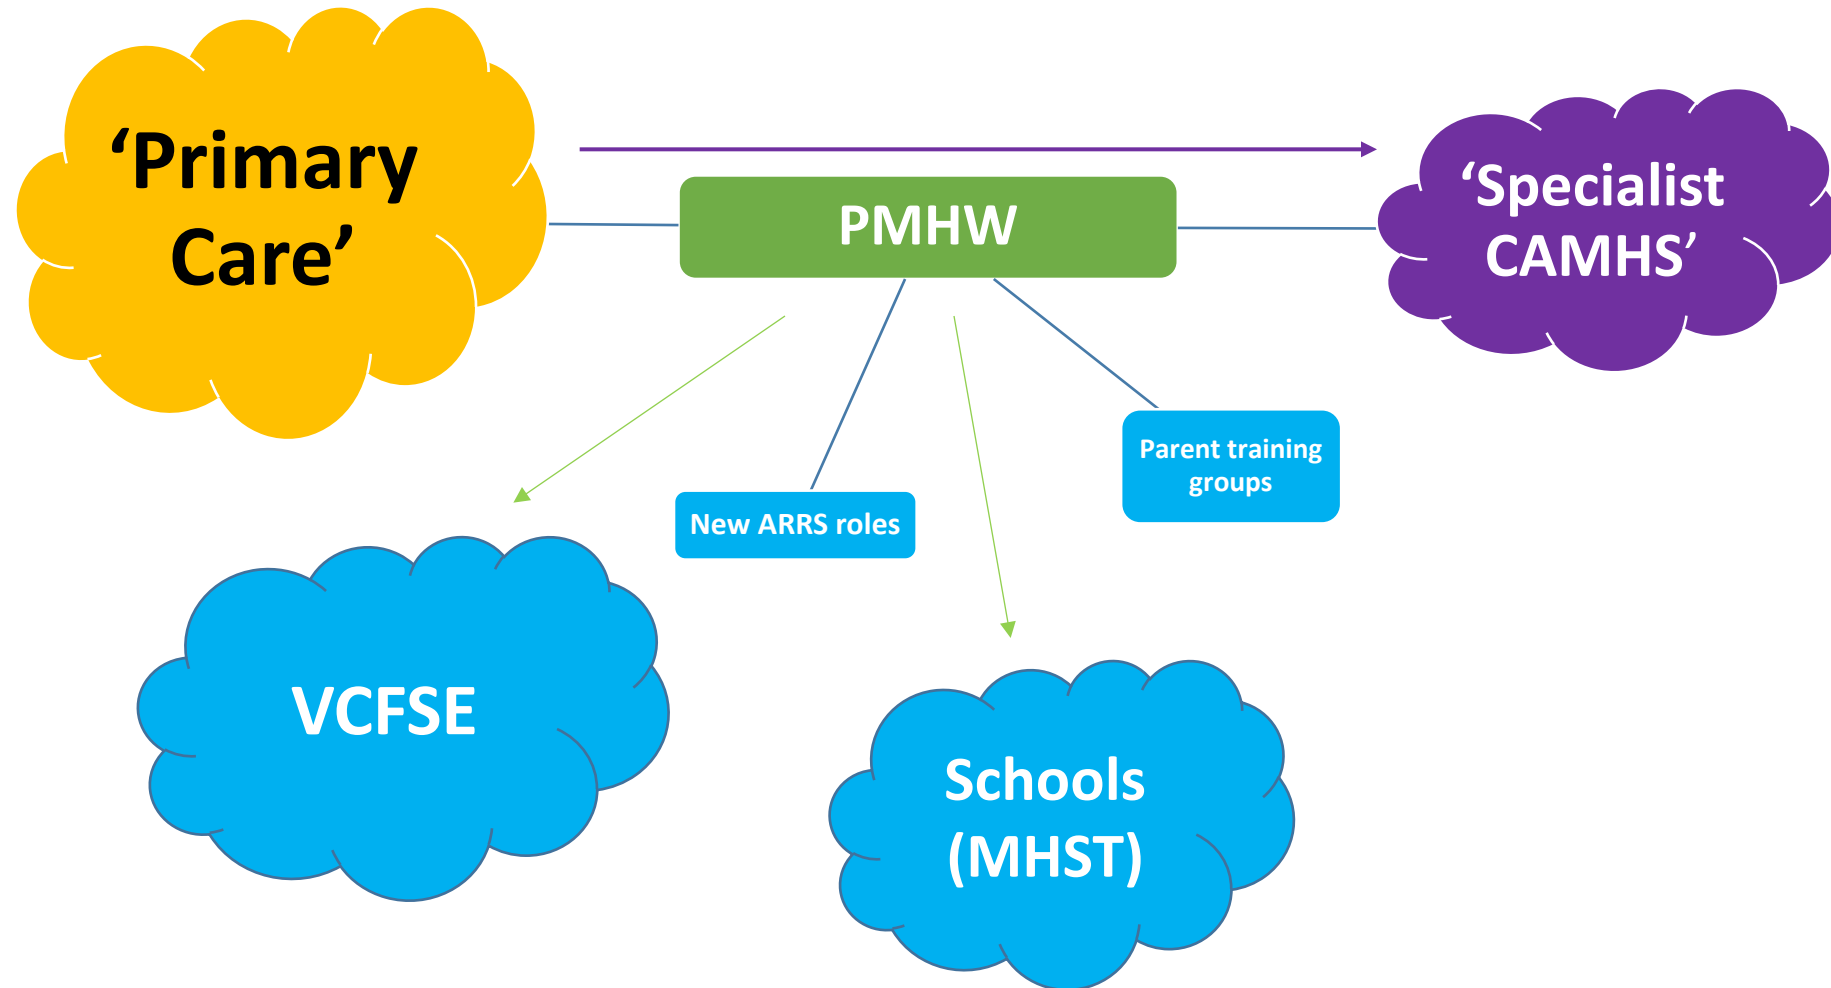 ‘Primary
Care’
PMHW
‘Specialist
CAMHS’
Parent training
groups
New ARRS roles
VCFSE
Schools
(MHST)